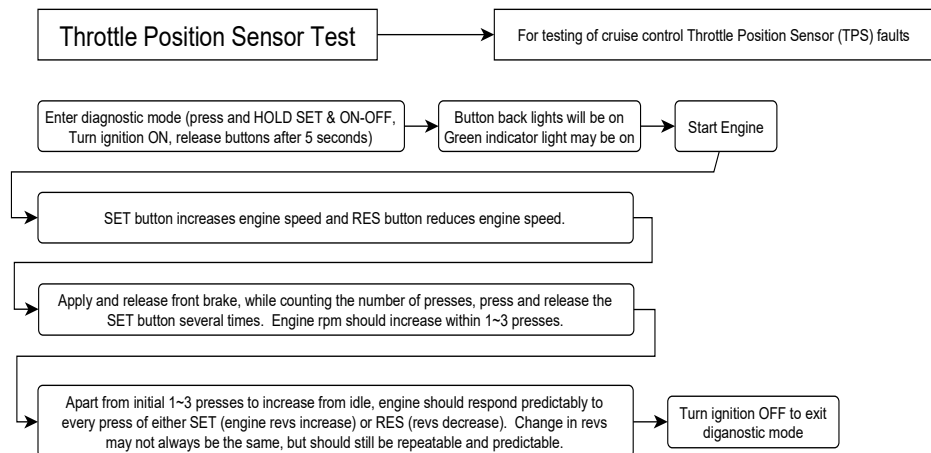 Throttle Position Sensor Test
For testing of cruise control Throttle Position Sensor (TPS) faults
Enter diagnostic mode (press and HOLD SET & ON-OFF,
Turn ignition ON, release buttons after 5 seconds)
Button back lights will be on
Green indicator light may be on
Start Engine
SET button increases engine speed and RES button reduces engine speed.
Apply and release front brake, while counting the number of presses, press and release the
SET button several times.  Engine rpm should increase within 1~3 presses.
Apart from initial 1~3 presses to increase from idle, engine should respond predictably to
every press of either SET (engine revs increase) or RES (revs decrease).  Change in revs
may not always be the same, but should still be repeatable and predictable.
Turn ignition OFF to exit
diganostic mode